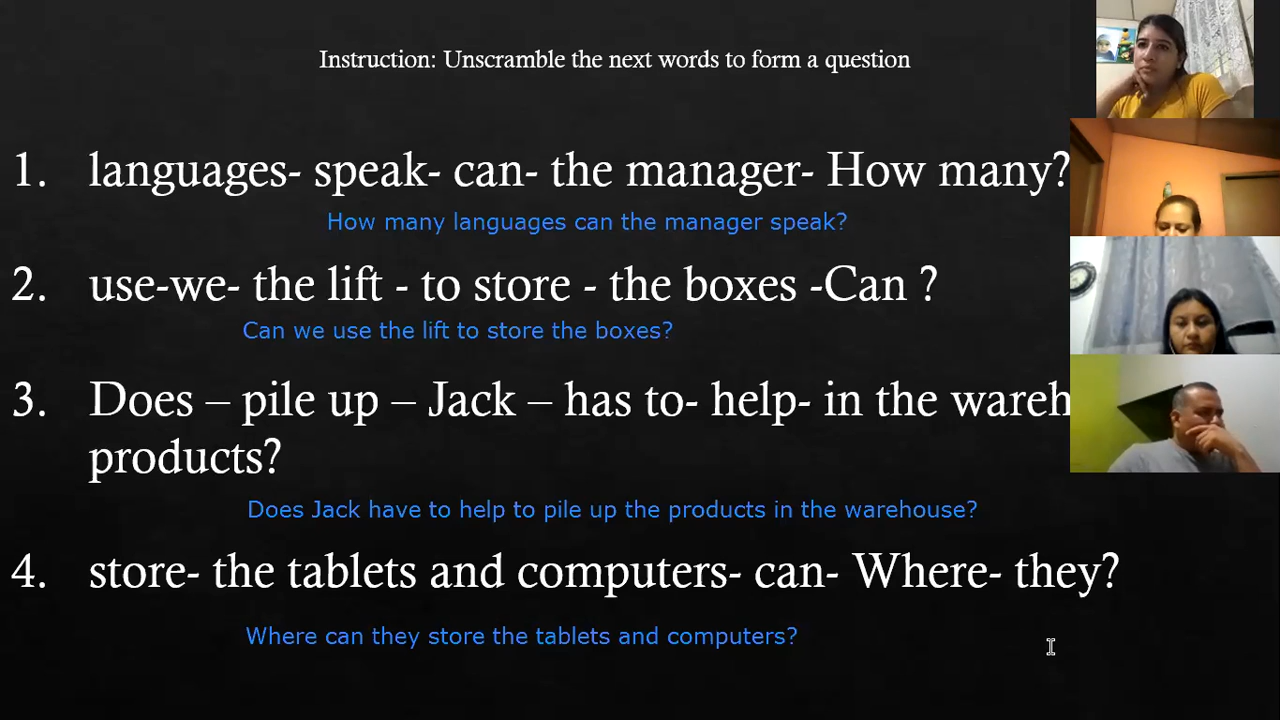 Instruction: Unscramble the next words to form a question
1. languages- speak- can- the manager- How many?
How many languages can the manager speak?
2. use-we- the lift - to store - the boxes -Can ?
Can we use the lift to store the boxes?
3. Does – pile up – Jack – has to- help- in the
products?
Does Jack have to help to pile up the products in the warehouse?
4. store- the tablets and computers- can- Where- they?
Where can they store the tablets and computers?